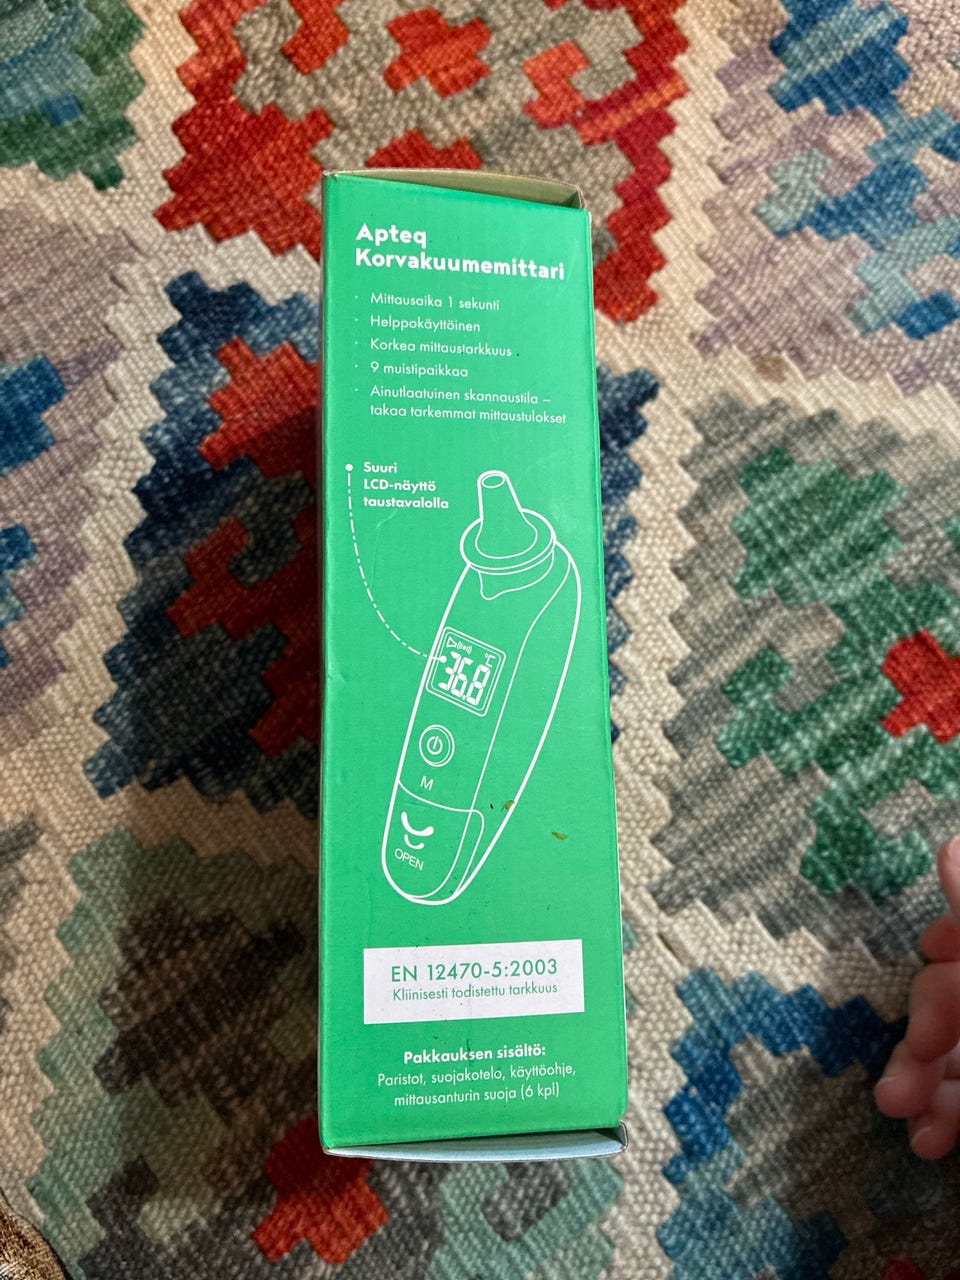 Apteq
Korvakuumemittari
· Mittausaika 1 sekunti
· Helppokäyttöinen
· Korkea mittaustarkkuus
· 9 muistipaikkaa
· Ainutlaatuinen skannaustila –
takaa tarkemmat mittaustulokset
Suuri
LCD-näyttö
taustavalolla
°C
36.8
M
OPEN
EN 12470-5:2003
Kliinisesti todistettu tarkkuus
Pakkauksen sisältö:
Paristot, suojakotelo, käyttöohje,
mittausanturin suoja (6 kpl)